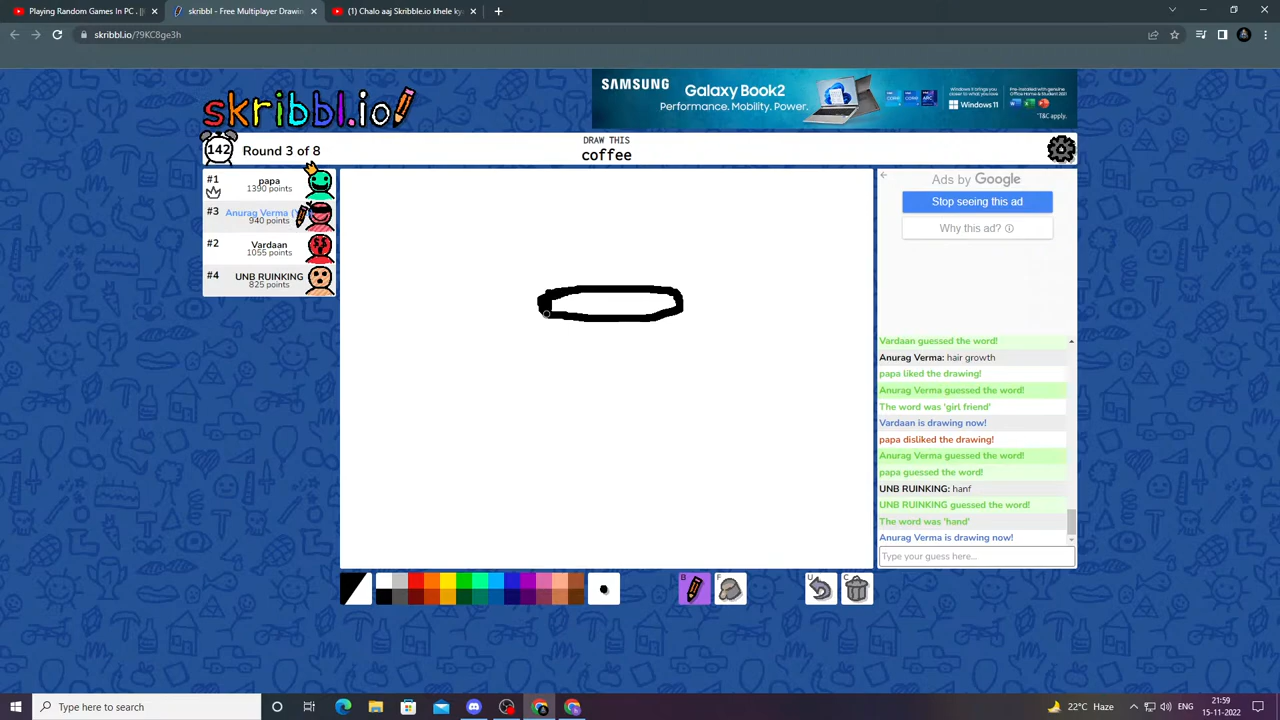 Playing Random Games In PC . [
skribbl - Free Multiplayer Drawin
(1) Chalo aaj Skribble.io khele ky
skribbl.io/?9KC8ge3h
skribbl.io
SAMSUNG
Galaxy Book2
Performance. Mobility. Power.
Windows 11
*T&C apply.
142
Round 3 of 8
DRAW THIS
coffee
#1
papa
1390 points
#3
Anurag Verma (Y
940 points
#2
Vardaan
1055 points
#4
UNB RUINKING
825 points
Ads by Google
Stop seeing this ad
Why this ad?
Vardaan guessed the word!
Anurag Verma: hair growth
papa liked the drawing!
Anurag Verma guessed the word!
The word was 'girl friend'
Vardaan is drawing now!
papa disliked the drawing!
Anurag Verma guessed the word!
papa guessed the word!
UNB RUINKING: hanf
UNB RUINKING guessed the word!
The word was 'hand'
Anurag Verma is drawing now!
Type your guess here...
B
F
U
C
Type here to search
22°C Haze
ENG
21:59
15-11-2022